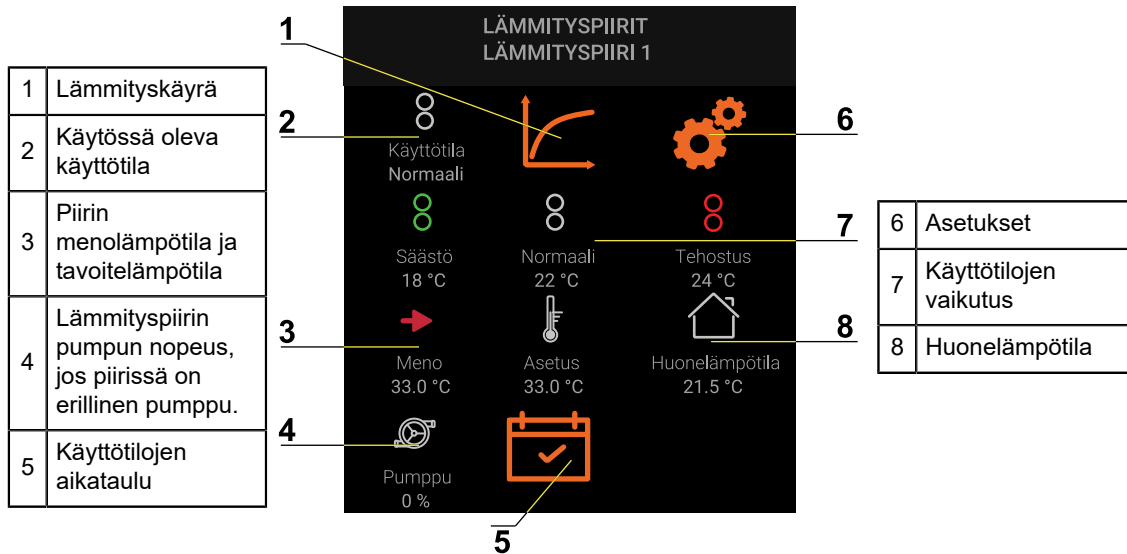 1 Lämmityskäyrä
2 Käytössä oleva
käyttötila
3 Piirin
menolämpötila ja
tavoitelämpötila
4 Lämmityspiirin
pumpun nopeus,
jos piirissä on
erillinen pumppu.
5 Käyttötilojen
aikataulu
LÄMMITYSPIIRIT
LÄMMITYSPIIRI 1
1
2
6
Käyttötila
Normaali
7
Säästö Normaali Tehostus
18 °C 22 °C 24 °C
3
8
Meno Asetus Huonelämpötila
33.0 °C 33.0 °C 21.5 °C
4
Pumppu
0 %
5
6 Asetukset
7 Käyttötilojen
vaikutus
8 Huonelämpötila